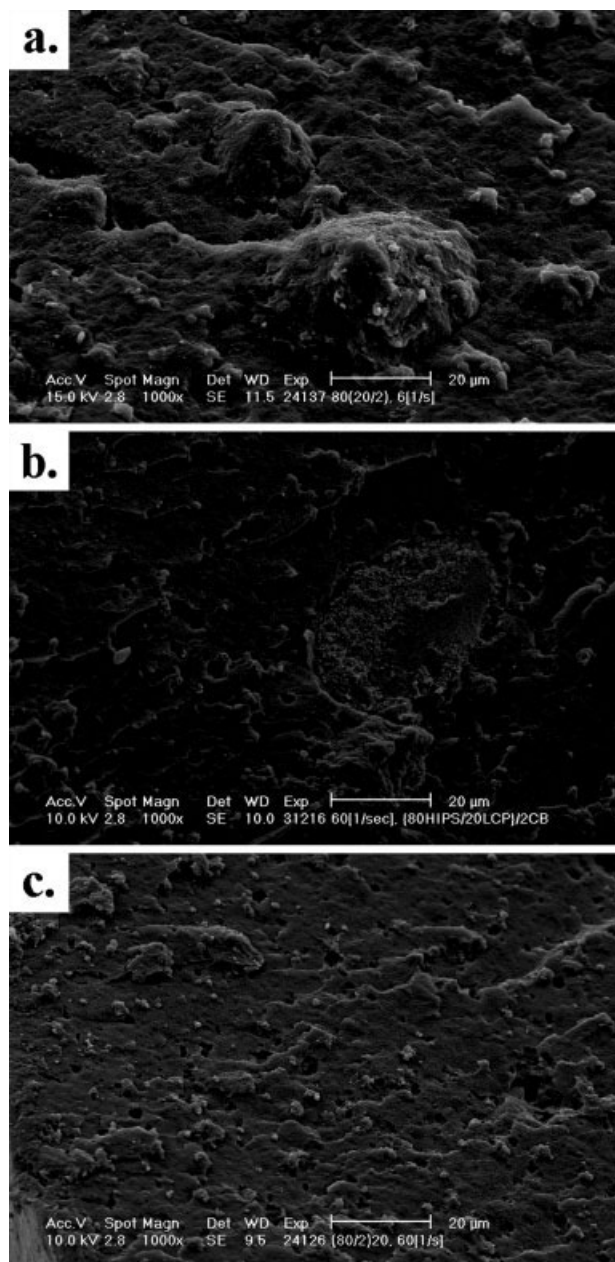 a.
20 µm
Acc.V Spot Magn Det WD Exp
15.0 kV 2.8 1000x SE 11.5 24137 80(20/2), 6[1/s]
b.
20 µm
Acc.V Spot Magn Det WD Exp
10.0 kV 2.8 1000x SE 10.0 31216 60[1/sec], (80HIPS/20LCP)/2CB
c.
20 µm
Acc.V Spot Magn Det WD Exp
10.0 kV 2.8 1000x SE 9.5 24126 (80/2)20, 60[1/s]